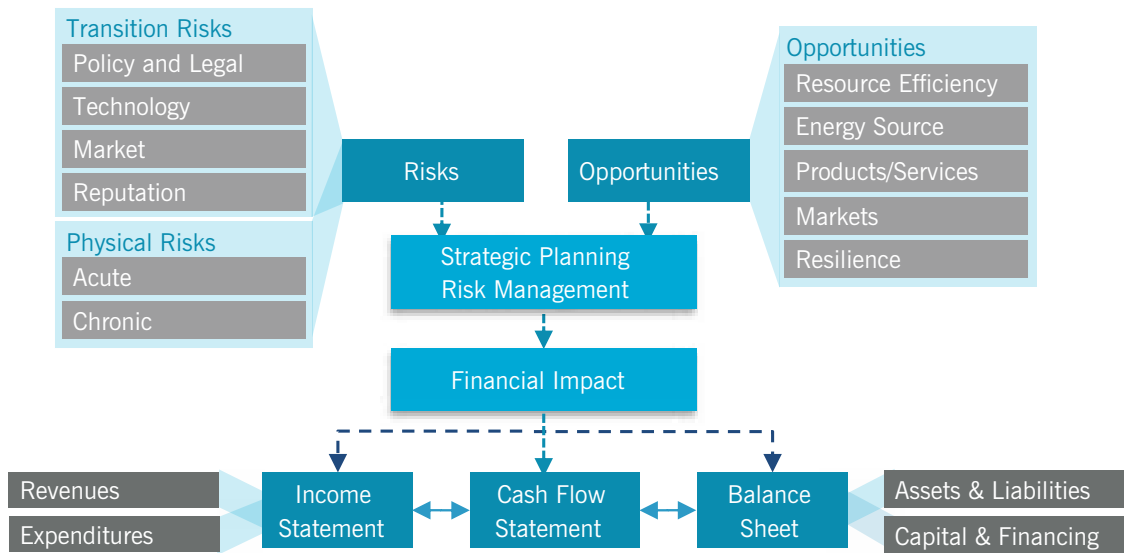 Transition Risks
Policy and Legal
Technology
Market
Reputation
Physical Risks
Acute
Chronic
Risks
Opportunities
Opportunities
Resource Efficiency
Energy Source
Products/Services
Markets
Resilience
Strategic Planning
Risk Management
Financial Impact
Revenues
Expenditures
Income
Statement
Cash Flow
Statement
Balance
Sheet
Assets & Liabilities
Capital & Financing